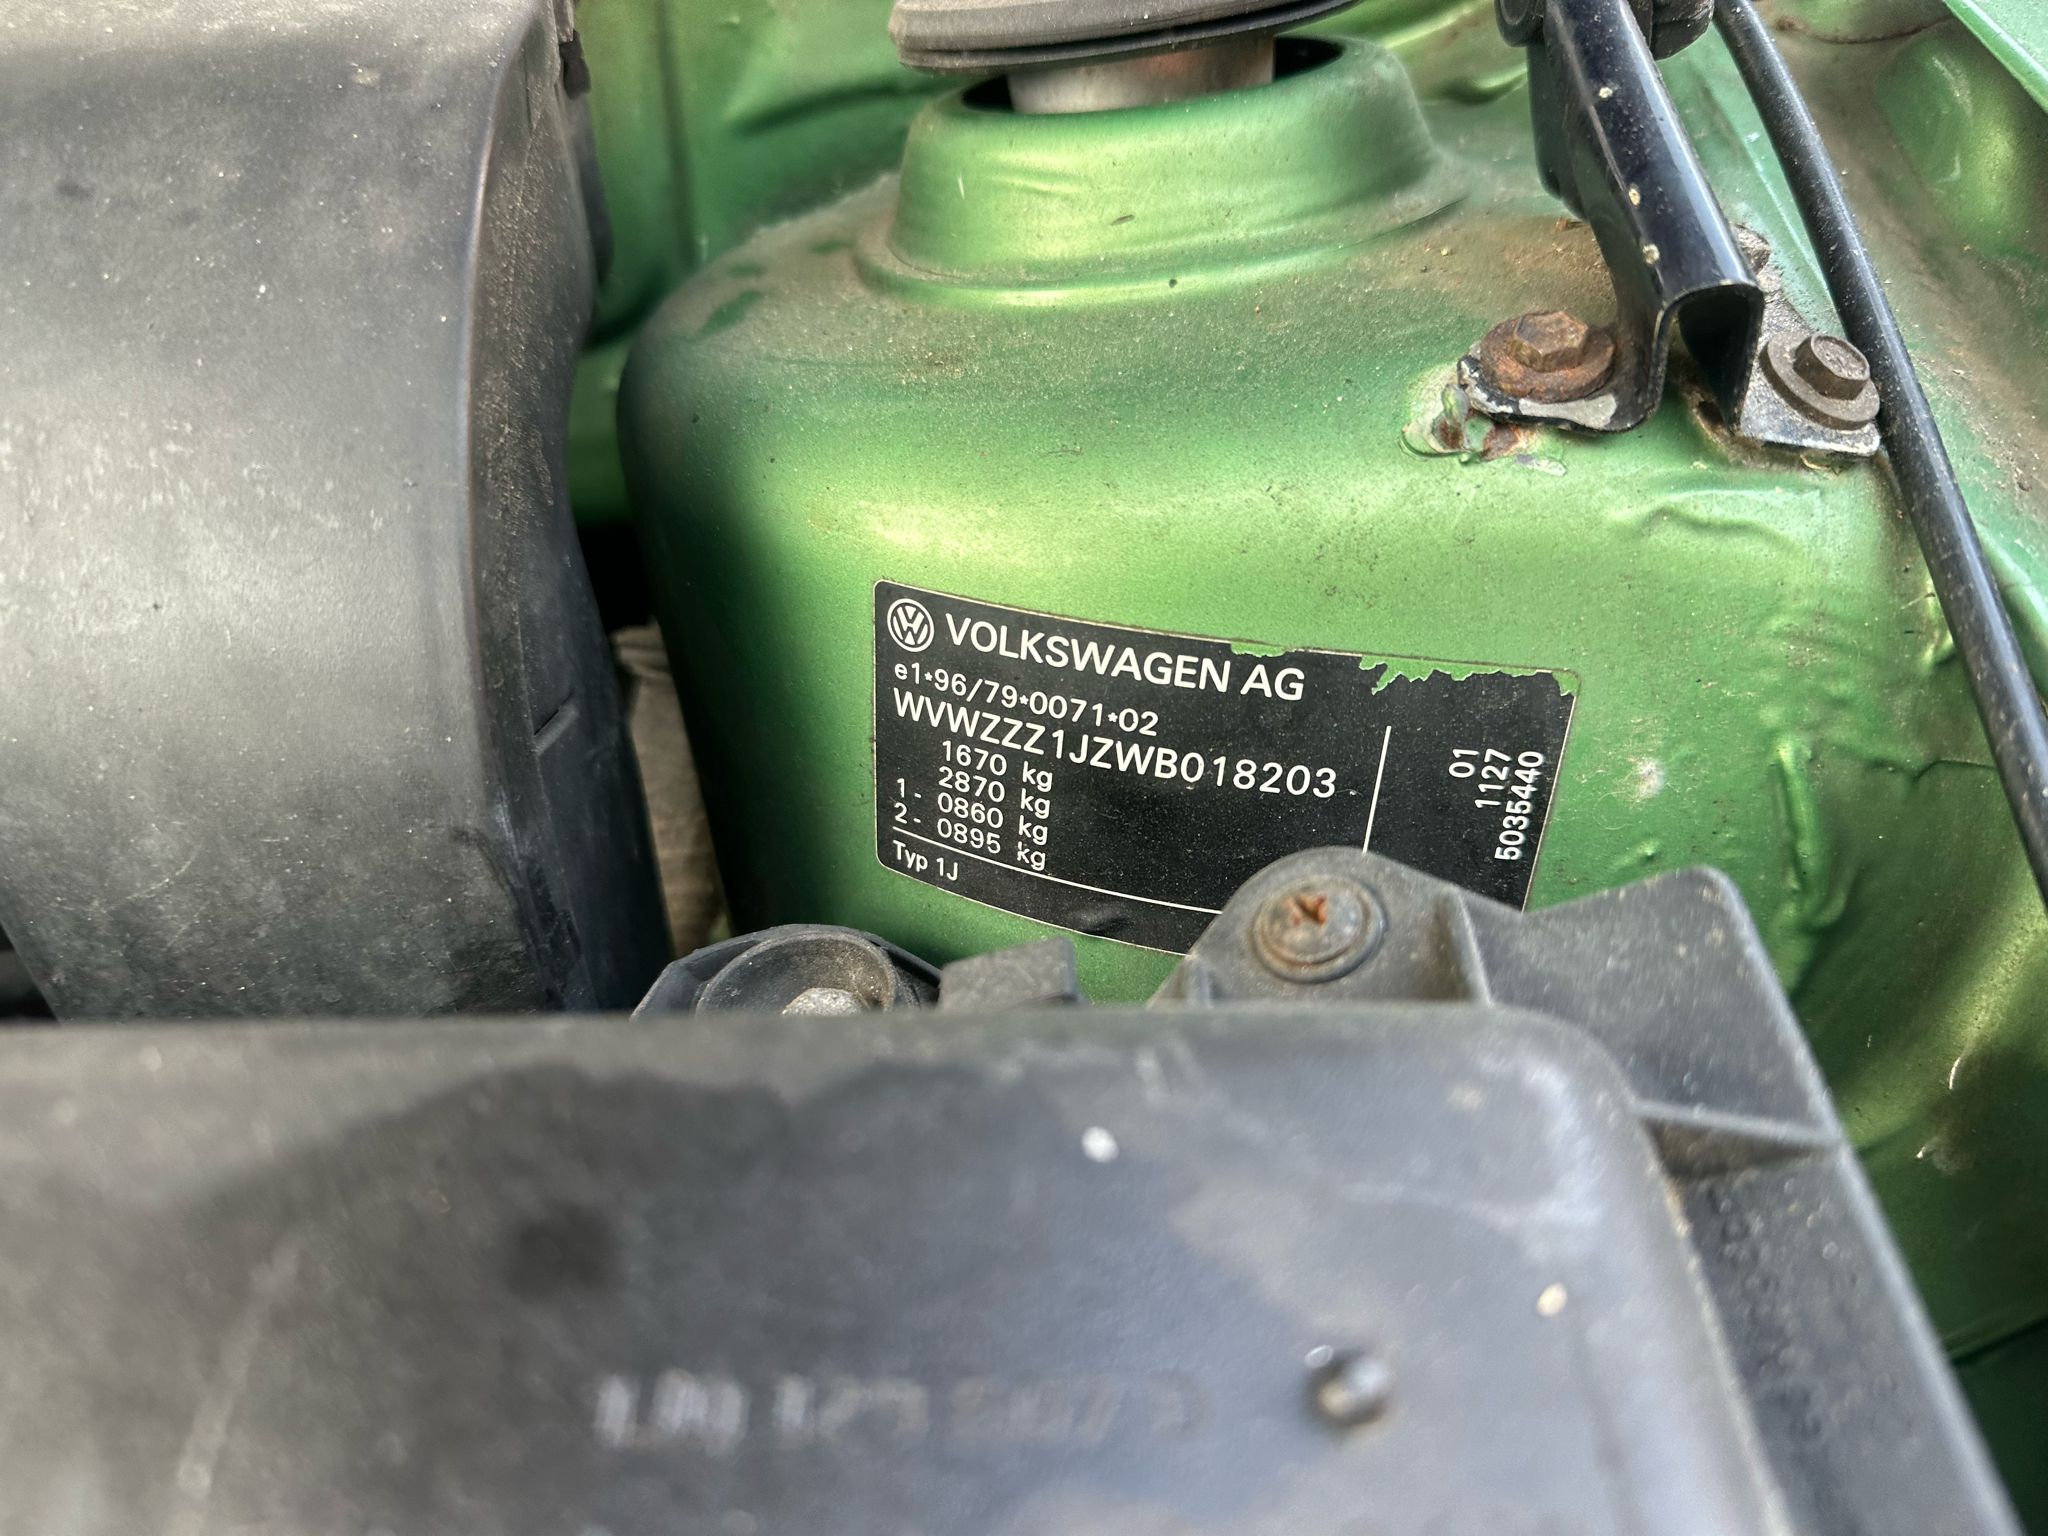 VOLKSWAGEN AG
e1*96/79*0071*02
WVWZZZ1JZWB018203
1670 kg
2870 kg
1- 0860 kg
2- 0895 kg
Typ 1J
01
1127
5035440